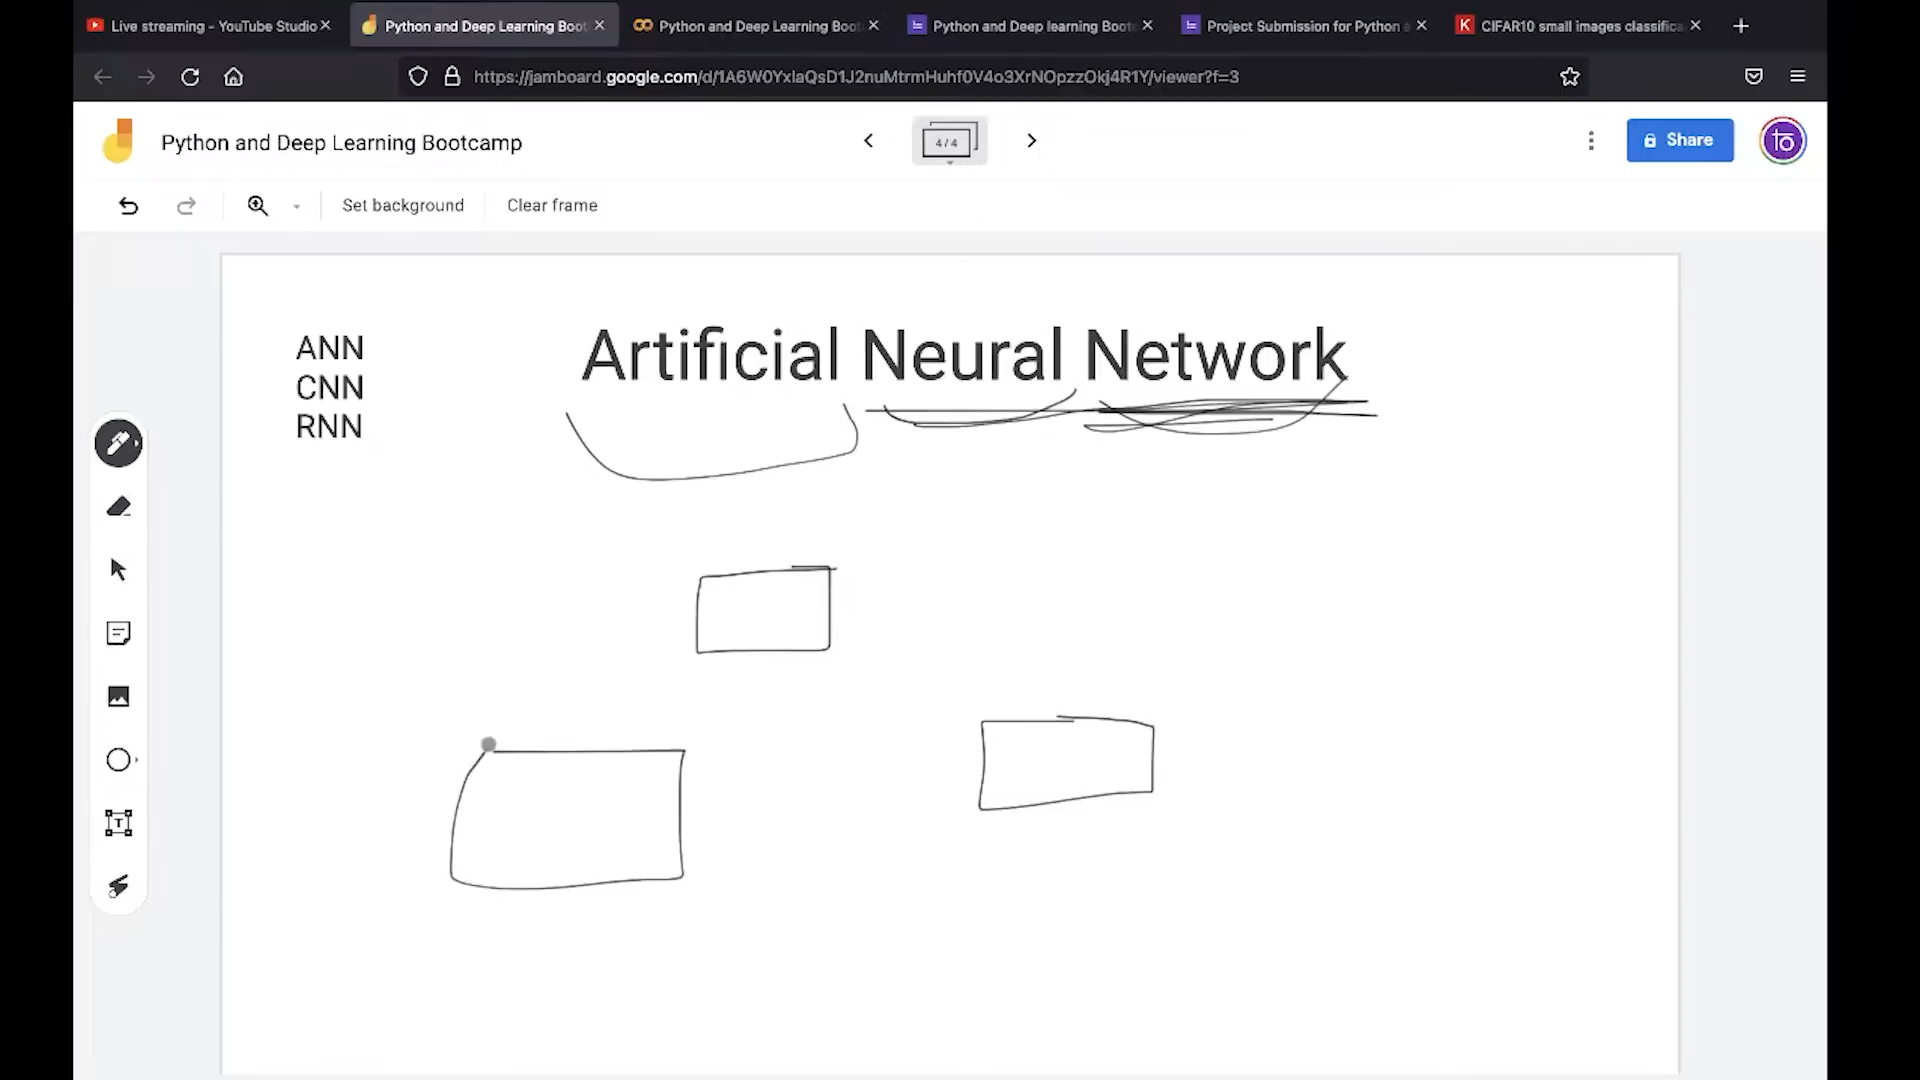 Live streaming - YouTube Studio
Python and Deep Learning Boot
Python and Deep Learning Boot
Python and Deep learning Boot
Project Submission for Python a
K
CIFAR10 small images classifica
https://jamboard.google.com/d/1A6W0YxlaQsD1J2nuMtrmHuhf0V4o3XrNOpzzOkj4R1Y/viewer?f=3
Python and Deep Learning Bootcamp
4 / 4
Share
to
Set background
Clear frame
ANN
CNN
RNN
Artificial Neural Network